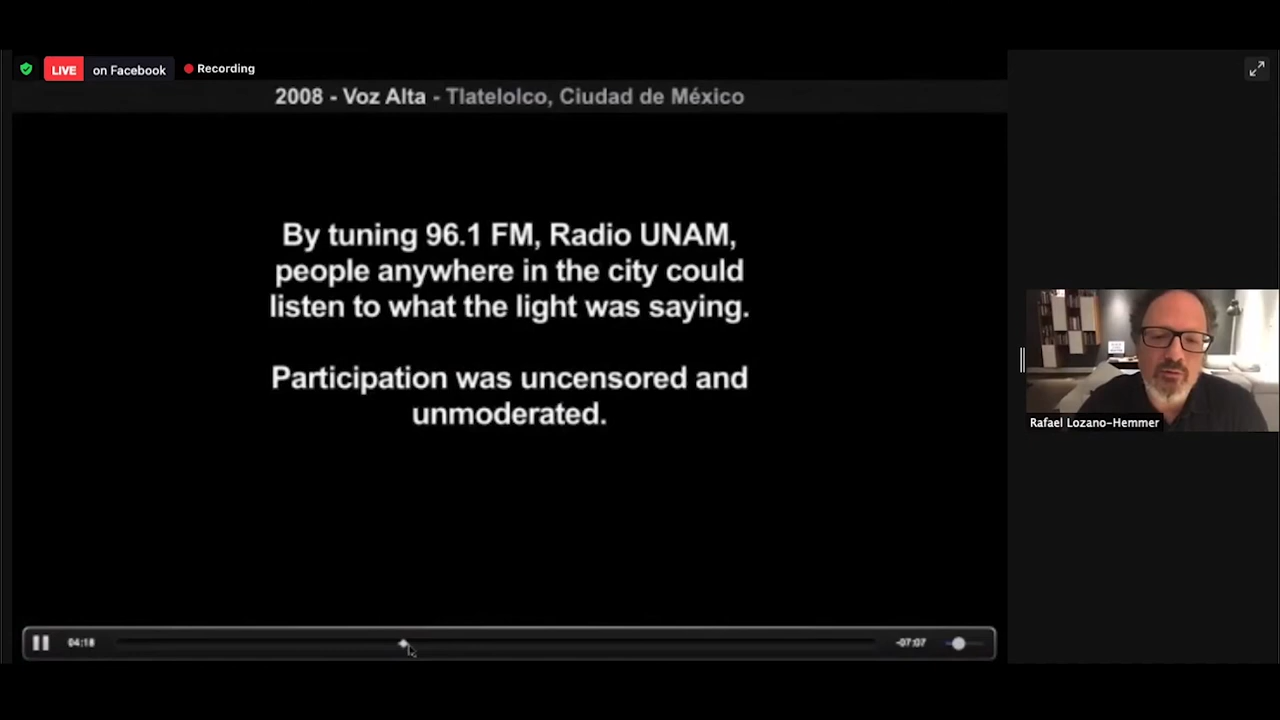 LIVE on Facebook Recording
2008 - Voz Alta - Tlatelolco, Ciudad de México
By tuning 96.1 FM, Radio UNAM,
people anywhere in the city could
listen to what the light was saying.
Participation was uncensored and
unmoderated.
Rafael Lozano-Hemmer
04:18
-07:07